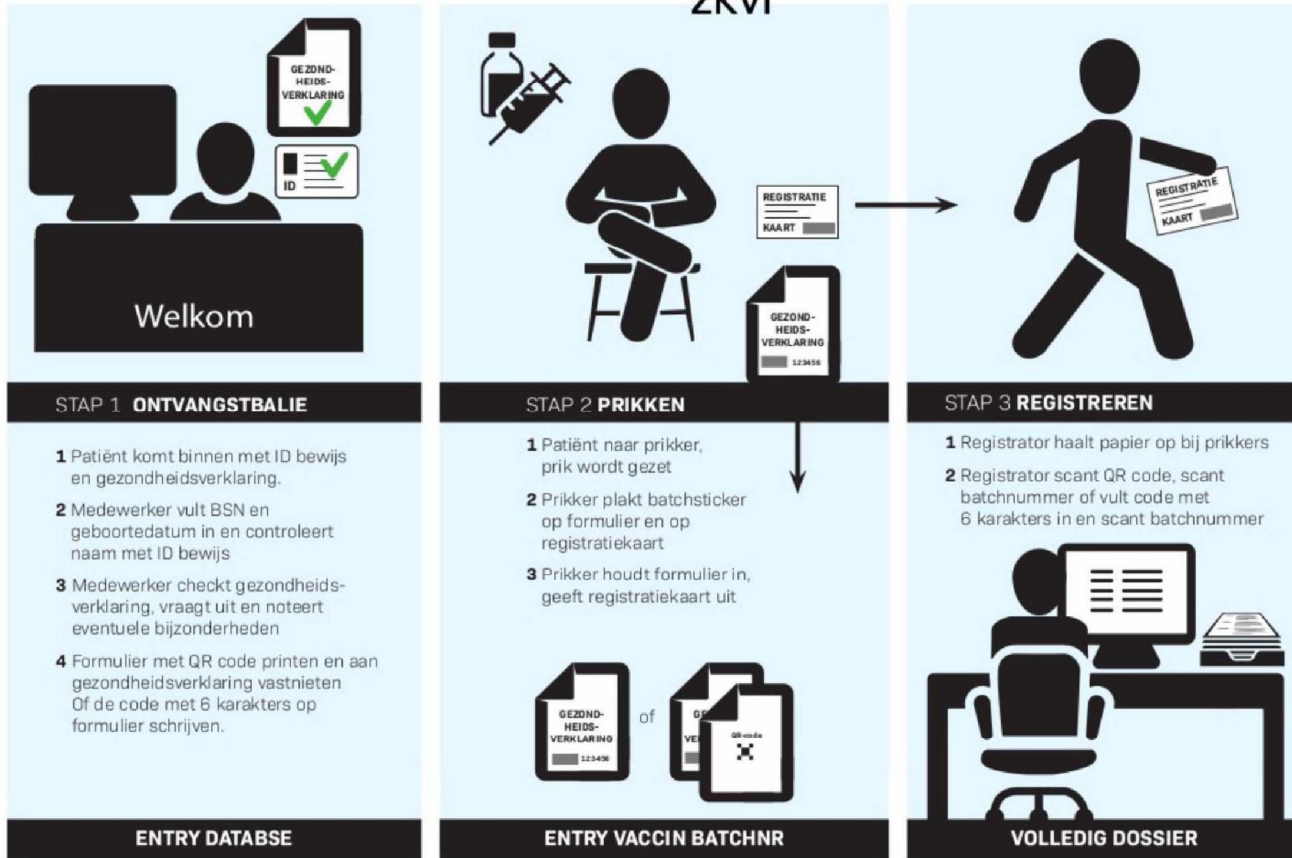 ZKVI
GEZOND-
HEIDS-
VERKLARING
ID
Welkom
STAP 1 ONTVANGSTBALIE
1 Patiënt komt binnen met ID bewijs
en gezondheidsverklaring.
2 Medewerker vult BSN en
geboortedatum in en controleert
naam met ID bewijs
3 Medewerker checkt gezondheids-
verklaring, vraagt uit en noteert
eventuele bijzonderheden
4 Formulier met QR code printen en aan
gezondheidsverklaring vastnieten
Of de code met 6 karakters op
formulier schrijven.
ENTRY DATABSE
REGISTRATIE
KAART
GEZOND-
HEIDS-
VERKLARING
123456
STAP 2 PRIKKEN
1 Patiënt naar prikker,
prik wordt gezet
2 Prikker plakt batchsticker
op formulier en op
registratiekaart
3 Prikker houdt formulier in,
geeft registratiekaart uit
GEZOND-
HEIDS-
VERKLARING
123456
of
GE
VE
QR-code
ENTRY VACCIN BATCHNR
REGISTRATIE
KAART
STAP 3 REGISTREREN
1 Registrator haalt papier op bij prikkers
2 Registrator scant QR code, scant
batchnummer of vult code met
6 karakters in en scant batchnummer
VOLLEDIG DOSSIER